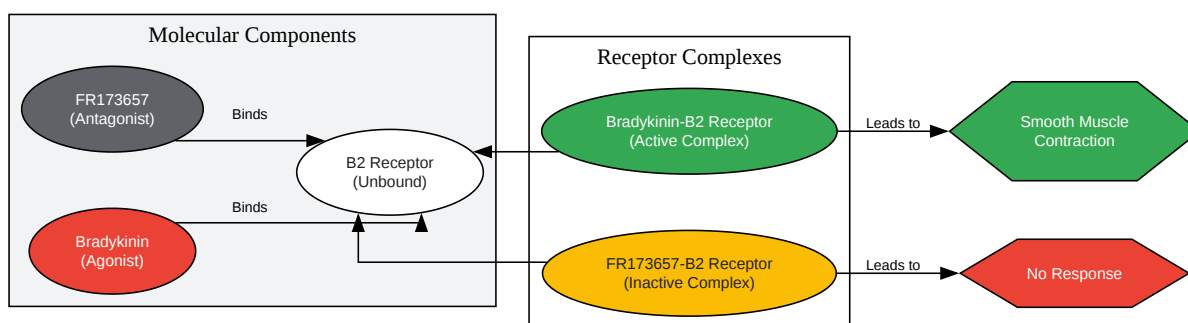 Molecular Components
FR173657
(Antagonist)
Binds
B2 Receptor
(Unbound)
Binds
Bradykinin
(Agonist)
Receptor Complexes
Bradykinin-B2 Receptor
(Active Complex)
Leads to
Smooth Muscle
Contraction
FR173657-B2 Receptor
(Inactive Complex)
Leads to
No Response